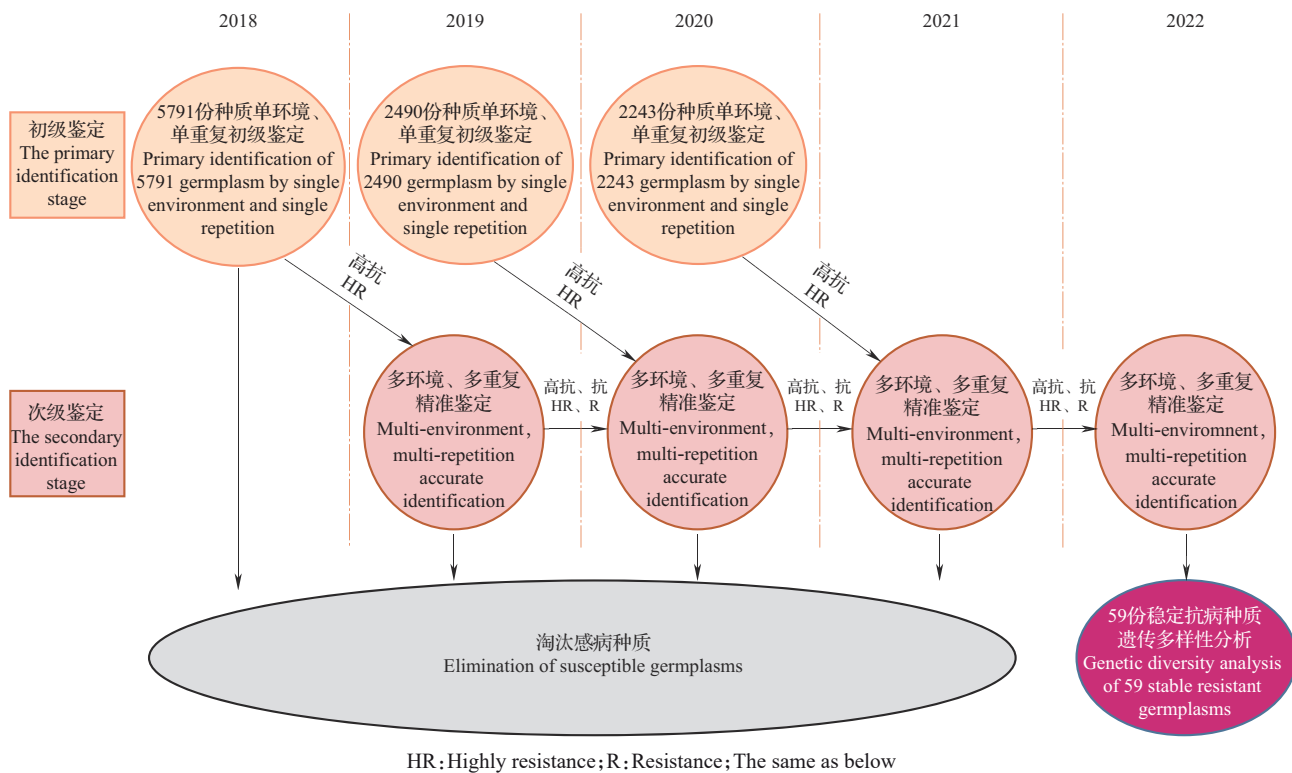 2018
2019
2020
2021
2022
初级鉴定
The primary
identification
stage
5791份种质单环境、
单重复初级鉴定
Primary identification of
5791 germplasm by single
environment and single
repetition
2490份种质单环境、
单重复初级鉴定
Primary identification of
2490 germplasm by single
environment and
single repetition
2243份种质单环境、
单重复初级鉴定
Primary identification of
2243 germplasm by single
environment and single
repetition
高抗
HR
高抗
HR
高抗
HR
次级鉴定
The secondary
identification
stage
多环境、多重复
精准鉴定
Multi-environment,
multi-repetition
accurate
identification
高抗、抗
HR、R
多环境、多重复
精准鉴定
Multi-environment,
multi-repetition
accurate
identification
高抗、抗
HR、R
多环境、多重复
精准鉴定
Multi-environment,
multi-repetition
accurate
identification
高抗、抗
HR、R
多环境、多重复
精准鉴定
Multi-enviromnent,
multi-repetition
accurate
identification
淘汰感病种质
Elimination of susceptible germplasms
59份稳定抗病种质
遗传多样性分析
Genetic diversity analysis
of 59 stable resistant
germplasms
HR:Highly resistance;R:Resistance;The same as below